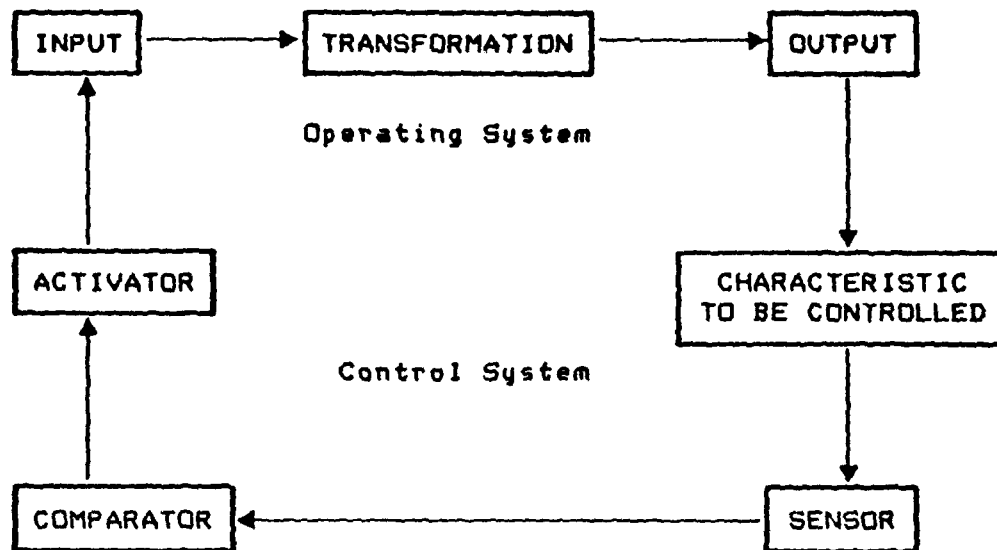 INPUT
TRANSFORMATION
OUTPUT
Operating System
ACTIVATOR
CHARACTERISTIC
TO BE CONTROLLED
Control System
COMPARATOR
SENSOR